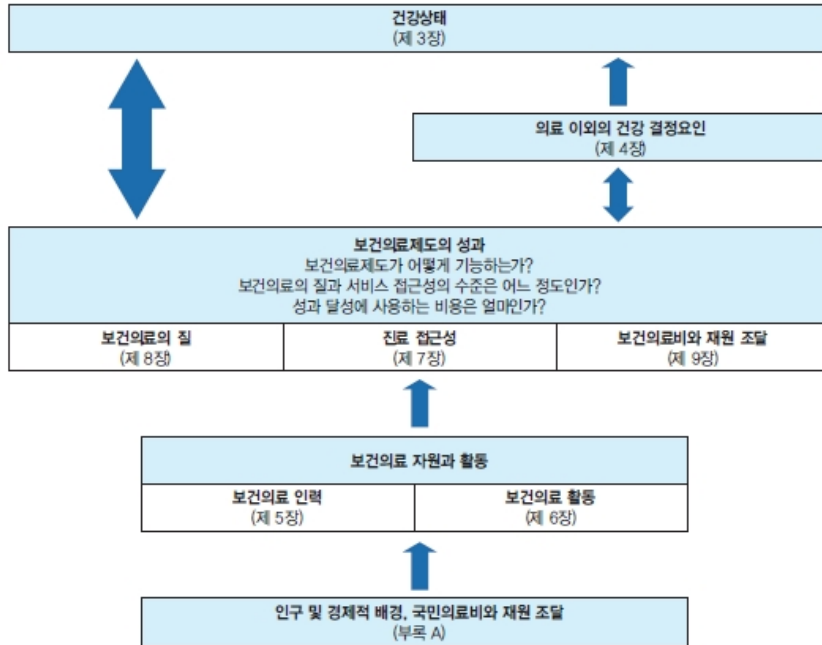 건강상태
(제 3장)
의료 이외의 건강 결정요인
(제 4장)
보건의료제도의 성과
보건의료제도가 어떻게 기능하는가?
보건의료의 질과 서비스 접근성의 수준은 어느 정도인가?
성과 달성에 사용하는 비용은 얼마인가?
보건의료의 질
(제 8장)
진료 접근성
(제 7장)
보건의료비와 재원 조달
(제 9장)
보건의료 자원과 활동
보건의료 인력
(제 5장)
보건의료 활동
(제 6장)
인구 및 경제적 배경, 국민의료비와 재원 조달
(부록 A)